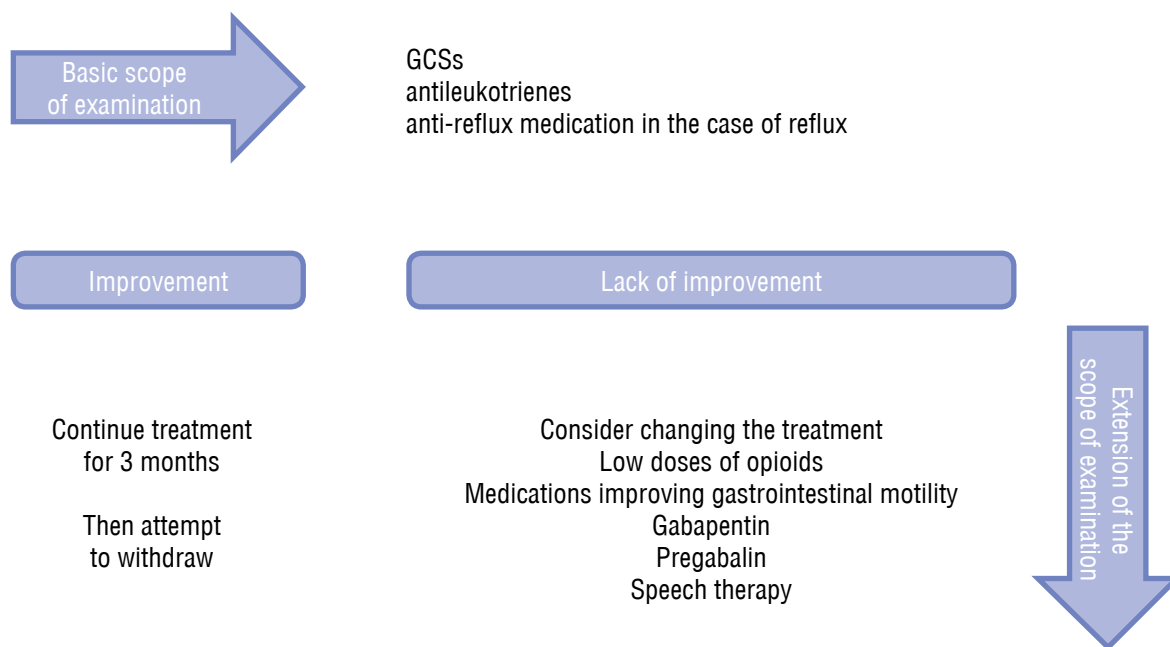 Basic scope
of examination
GCSs
antileukotrienes
anti-reflux medication in the case of reflux
Improvement
Lack of improvement
Continue treatment
for 3 months
Then attempt
to withdraw
Consider changing the treatment
Low doses of opioids
Medications improving gastrointestinal motility
Gabapentin
Pregabalin
Speech therapy
Extension of the
scope of examination